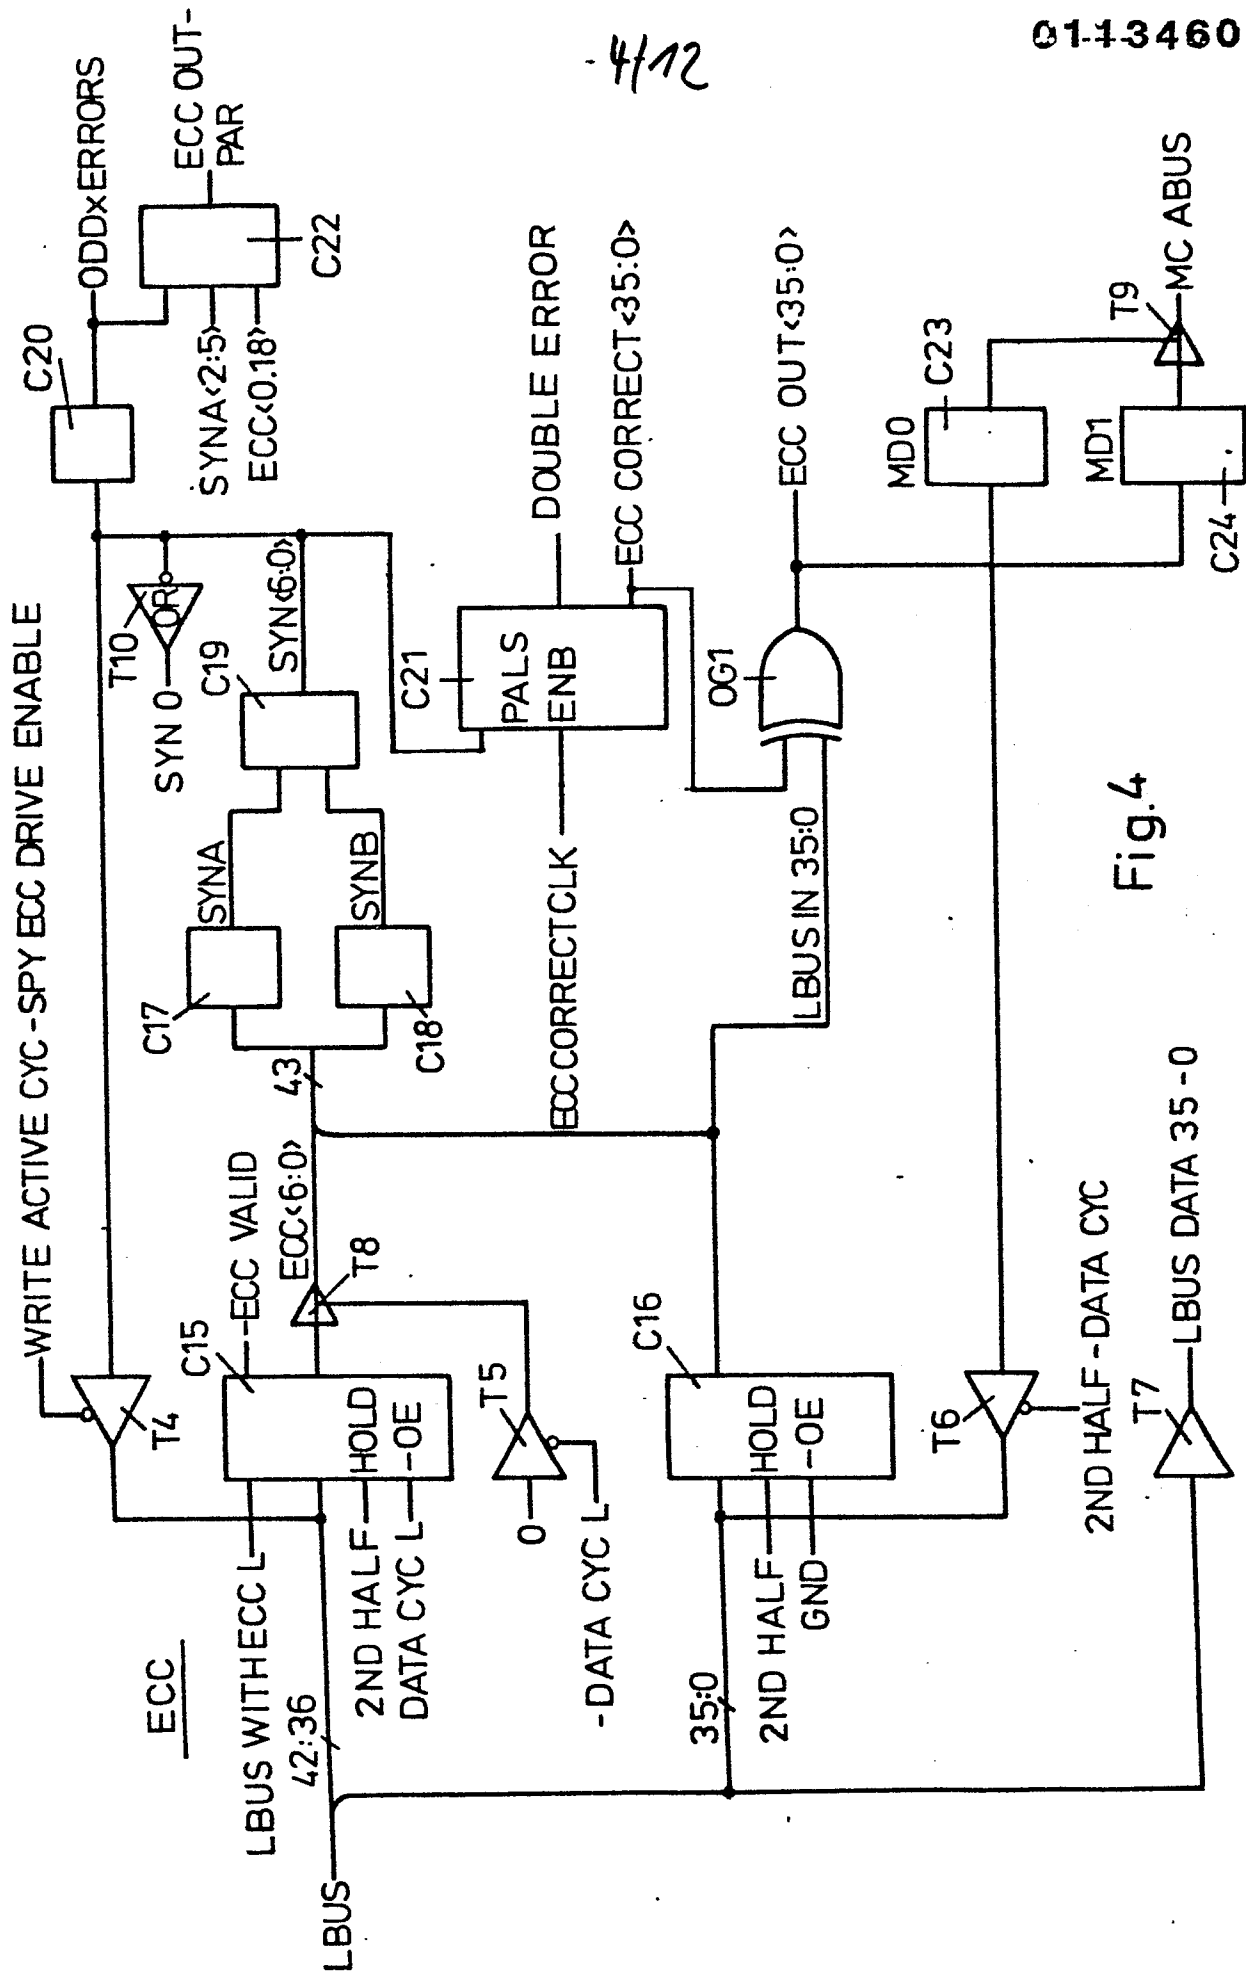 0113460
-4/12
ECC
WRITE ACTIVE CYC-SPY ECC DRIVE ENABLE
T4
C20
ODDxERRORS
ECC OUT-
PAR
C22
SYNA<2:5>
ECC<0.18>
T10
OR
SYN 0
C19
SYN<6:0>
SYNA
SYNB
C17
C18
43
-ECC VALID
ECC<6:0>
T8
C15
HOLD
-OE
LBUS WITHECC L
42:36
2ND HALF
DATA CYC L
T5
0
-DATA CYC L
LBUS
C21
PALS
ENB
DOUBLE ERROR
ECC CORRECT<35:0>
ECCCORRECTCLK
OG1
ECC OUT<35:0>
LBUS IN 35:0
C16
HOLD
-OE
35:0
2ND HALF
GND
MD0
C23
MD1
C24
T9
MC ABUS
T6
2ND HALF-DATA CYC
T7
LBUS DATA 35-0
Fig.4